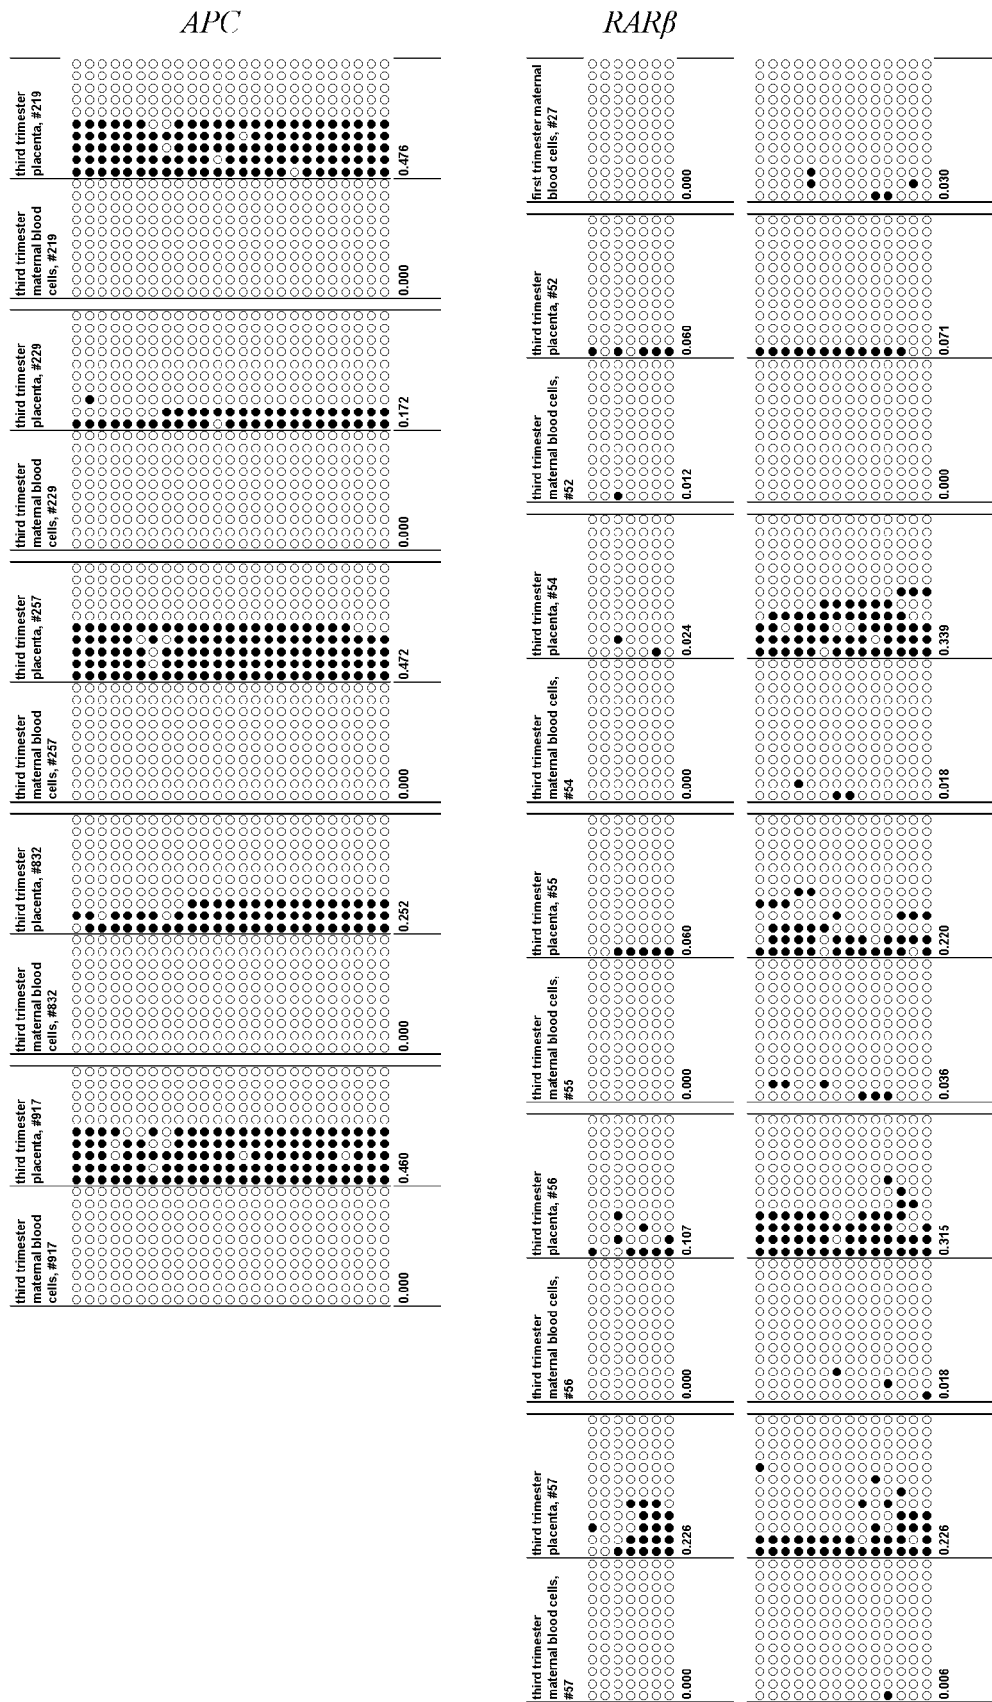 APC
third trimester
placenta, #219
0.476
third trimester
maternal blood
cells, #219
0.000
third trimester
placenta, #229
0.172
third trimester
maternal blood
cells, #229
0.000
third trimester
placenta, #257
0.472
third trimester
maternal blood
cells, #257
0.000
third trimester
placenta, #832
0.252
third trimester
maternal blood
cells, #832
0.000
third trimester
placenta, #917
0.460
third trimester
maternal blood
cells, #917
0.000
RARβ
first trimester maternal
blood cells, #27
0.000
0.030
third trimester
placenta, #52
0.060
0.071
third trimester
maternal blood cells,
#52
0.012
0.000
third trimester
placenta, #54
0.024
0.339
third trimester
maternal blood cells,
#54
0.000
0.018
third trimester
placenta, #55
0.060
0.220
third trimester
maternal blood cells,
#55
0.000
0.036
third trimester
placenta, #56
0.107
0.315
third trimester
maternal blood cells,
#56
0.000
0.018
third trimester
placenta, #57
0.226
0.226
third trimester
maternal blood cells,
#57
0.000
0.006